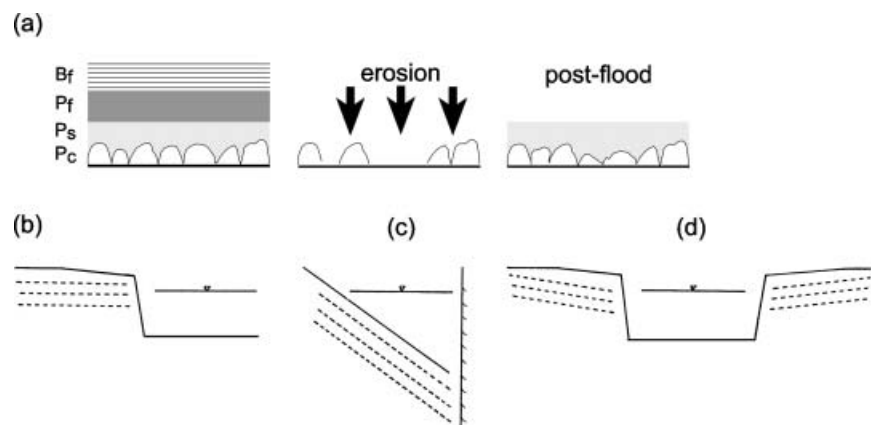 (a)
erosion
post-flood
Bf
Pf
Ps
Pc
(b)
(c)
(d)